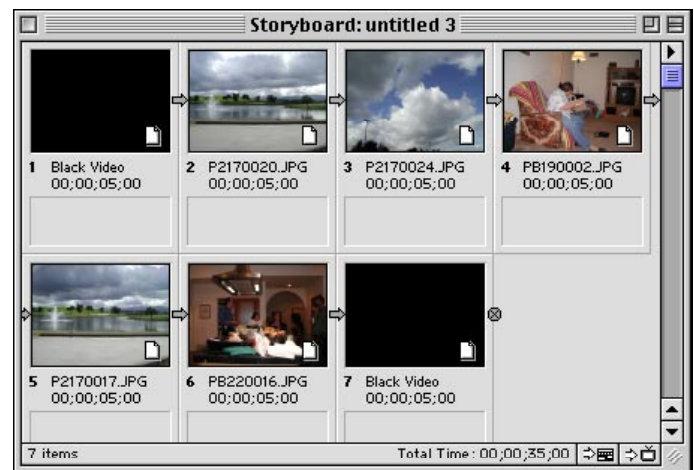 Storyboard: untitled 3
1 Black Video
00;00;05;00
2 P2170020.JPG
00;00;05;00
3 P2170024.JPG
00;00;05;00
4 PB190002.JPG
00;00;05;00
5 P2170017.JPG
00;00;05;00
6 PB220016.JPG
00;00;05;00
7 Black Video
00;00;05;00
7 items
Total Time: 00;00;35;00